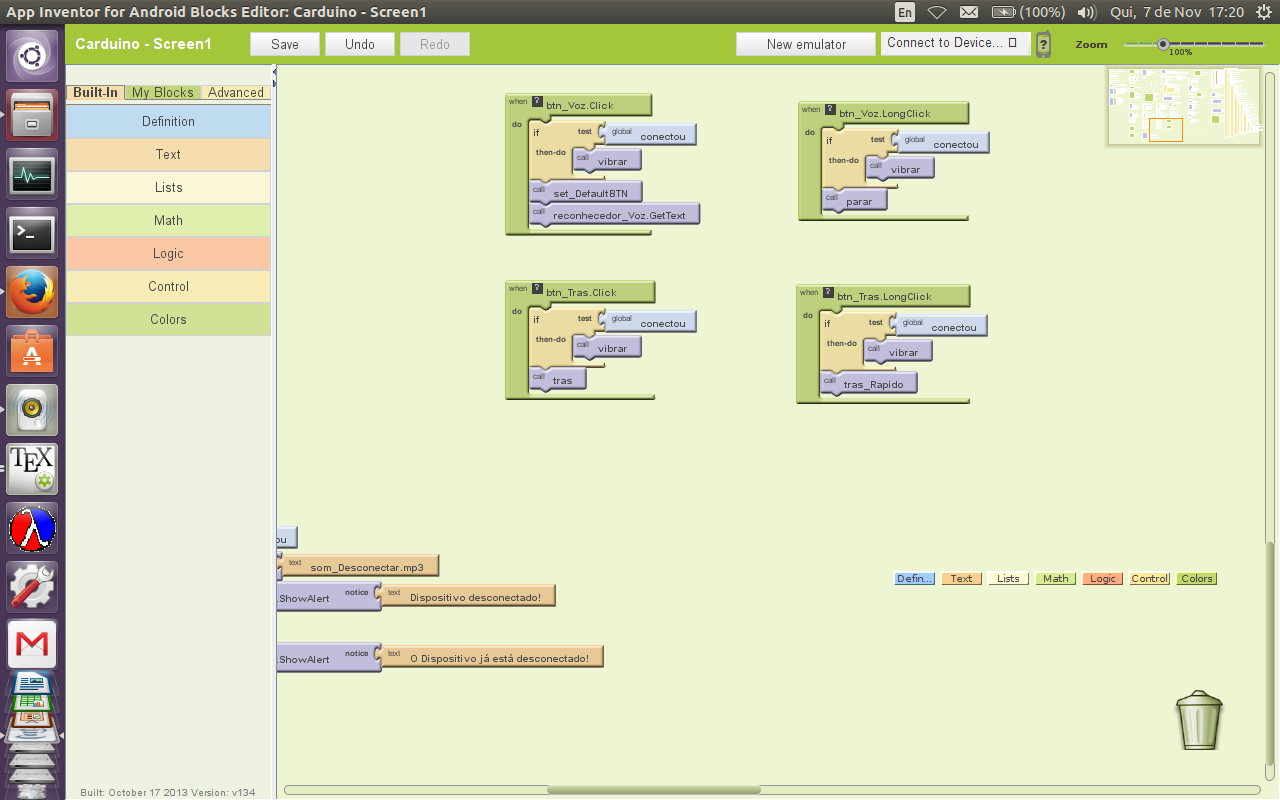 App Inventor for Android Blocks Editor: Carduino - Screen1
En (100%) Qui, 7 de Nov 17:20
Carduino - Screen1 Save Undo Redo New emulator Connect to Device... Zoom 100%
Built-In My Blocks Advanced
Definition
Text
Lists
Math
Logic
Control
Colors
when ? btn_Voz.Click
do if test global conectou
then-do call vibrar
call set_DefaultBTN
call reconhecedor_Voz.GetText
when ? btn_Voz.LongClick
do if test global conectou
then-do call vibrar
call parar
when ? btn_Tras.Click
do if test global conectou
then-do call vibrar
call tras
when ? btn_Tras.LongClick
do if test global conectou
then-do call vibrar
call tras_Rapido
ou
text som_Desconectar.mp3
.ShowAlert notice text Dispositivo desconectado!
.ShowAlert notice text O Dispositivo já está desconectado!
Defin... Text Lists Math Logic Control Colors
TEX
Built: October 17 2013 Version: v134